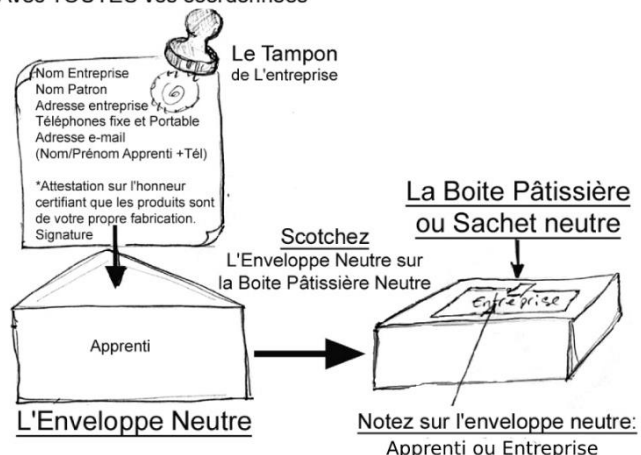 Avec TOUTES vos coordonnées
Le Tampon
de L'entreprise
Nom Entreprise
Nom Patron
Adresse entreprise
Téléphones fixe et Portable
Adresse e-mail
(Nom/Prénom Apprenti +Tél)
*Attestation sur l'honneur
certifiant que les produits sont
de votre propre fabrication.
Signature
La Boite Pâtissière
ou Sachet neutre
Scotchez
L'Enveloppe Neutre sur
la Boite Pâtissière Neutre
Entreprise
Apprenti
L'Enveloppe Neutre
Notez sur l'enveloppe neutre:
Apprenti ou Entreprise